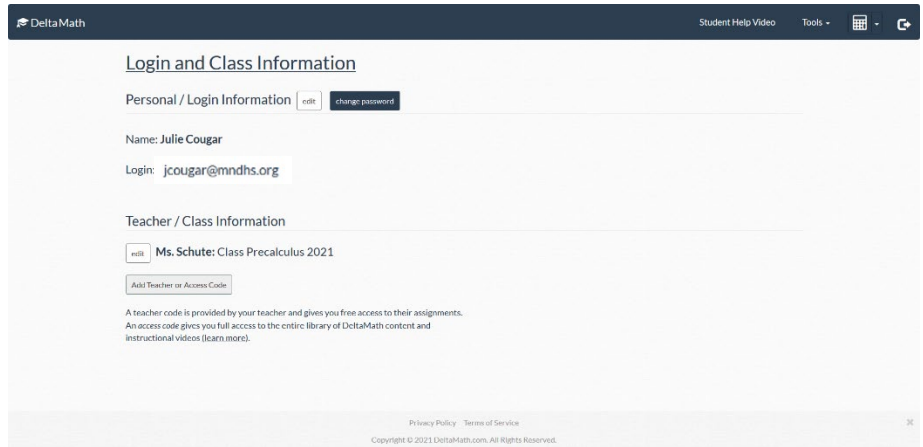 DeltaMath Student Help Video Tools
Login and Class Information
Personal / Login Information edit change password
Name: Julie Cougar
Login: jcougar@mndhs.org
Teacher / Class Information
edit Ms. Schute: Class Precalculus 2021
Add Teacher or Access Code
A teacher code is provided by your teacher and gives you free access to their assignments.
An access code gives you full access to the entire library of DeltaMath content and
instructional videos (learn more).
Privacy Policy Terms of Service
Copyright © 2021 DeltaMath.com. All Rights Reserved.